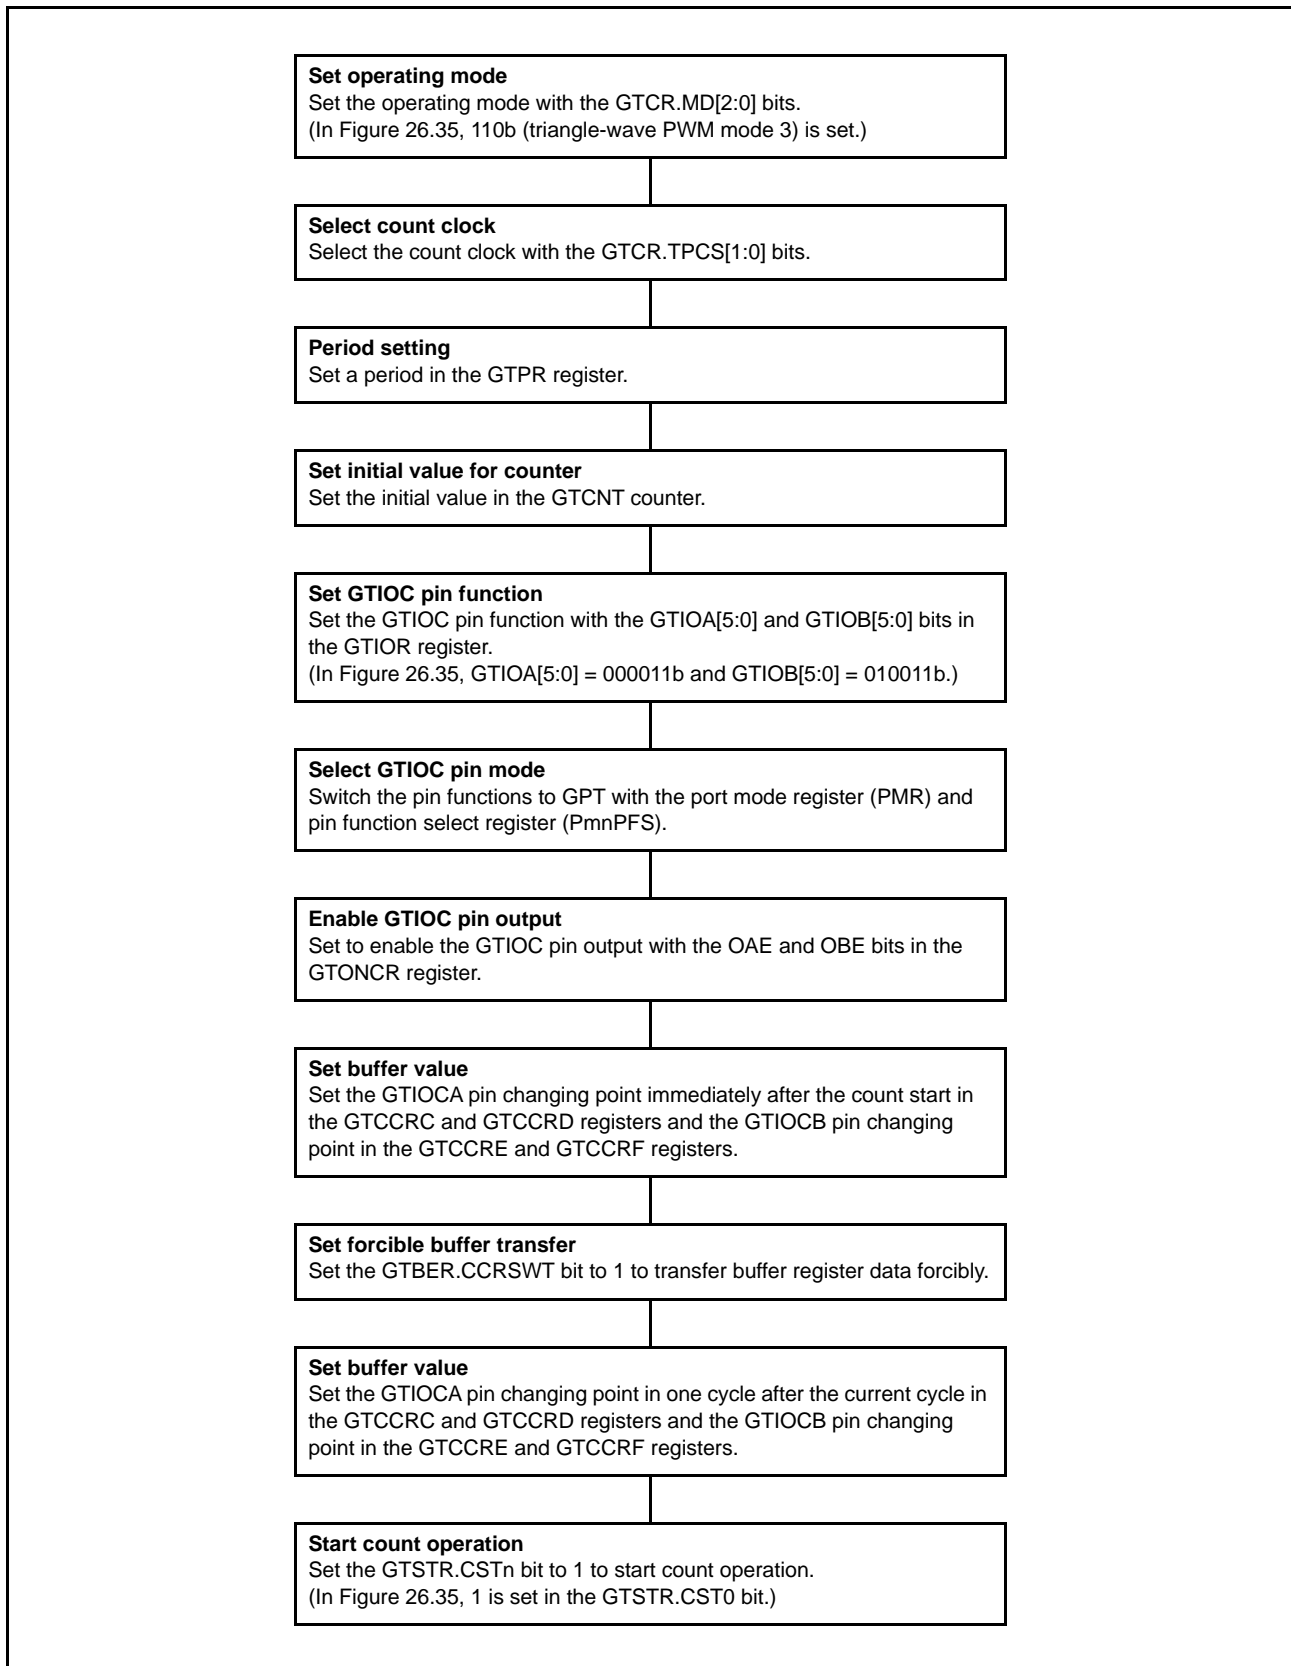 Set operating mode
Set the operating mode with the GTCR.MD[2:0] bits.
(In Figure 26.35, 110b (triangle-wave PWM mode 3) is set.)
Select count clock
Select the count clock with the GTCR.TPCS[1:0] bits.
Period setting
Set a period in the GTPR register.
Set initial value for counter
Set the initial value in the GTCNT counter.
Set GTIOC pin function
Set the GTIOC pin function with the GTIOA[5:0] and GTIOB[5:0] bits in
the GTIOR register.
(In Figure 26.35, GTIOA[5:0] = 000011b and GTIOB[5:0] = 010011b.)
Select GTIOC pin mode
Switch the pin functions to GPT with the port mode register (PMR) and
pin function select register (PmnPFS).
Enable GTIOC pin output
Set to enable the GTIOC pin output with the OAE and OBE bits in the
GTONCR register.
Set buffer value
Set the GTIOCA pin changing point immediately after the count start in
the GTCCRC and GTCCRD registers and the GTIOCB pin changing
point in the GTCCRE and GTCCRF registers.
Set forcible buffer transfer
Set the GTBER.CCRSWT bit to 1 to transfer buffer register data forcibly.
Set buffer value
Set the GTIOCA pin changing point in one cycle after the current cycle in
the GTCCRC and GTCCRD registers and the GTIOCB pin changing
point in the GTCCRE and GTCCRF registers.
Start count operation
Set the GTSTR.CSTn bit to 1 to start count operation.
(In Figure 26.35, 1 is set in the GTSTR.CST0 bit.)